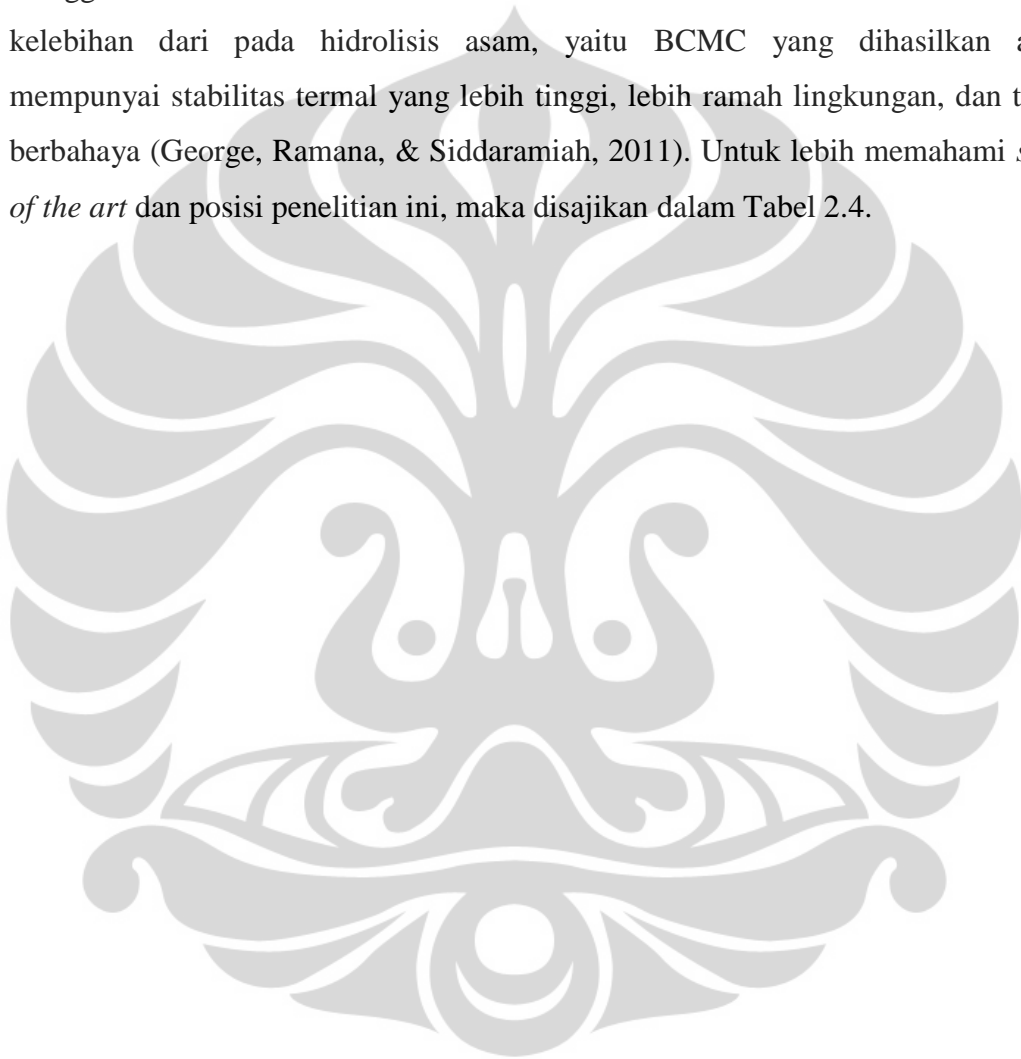 kelebihan dari pada hidrolisis asam, yaitu BCMC yang dihasilkan
mempunyai stabilitas termal yang lebih tinggi, lebih ramah lingkungan, dan
berbahaya (George, Ramana, & Siddaramiah, 2011). Untuk lebih memahami
of the art dan posisi penelitian ini, maka disajikan dalam Tabel 2.4.